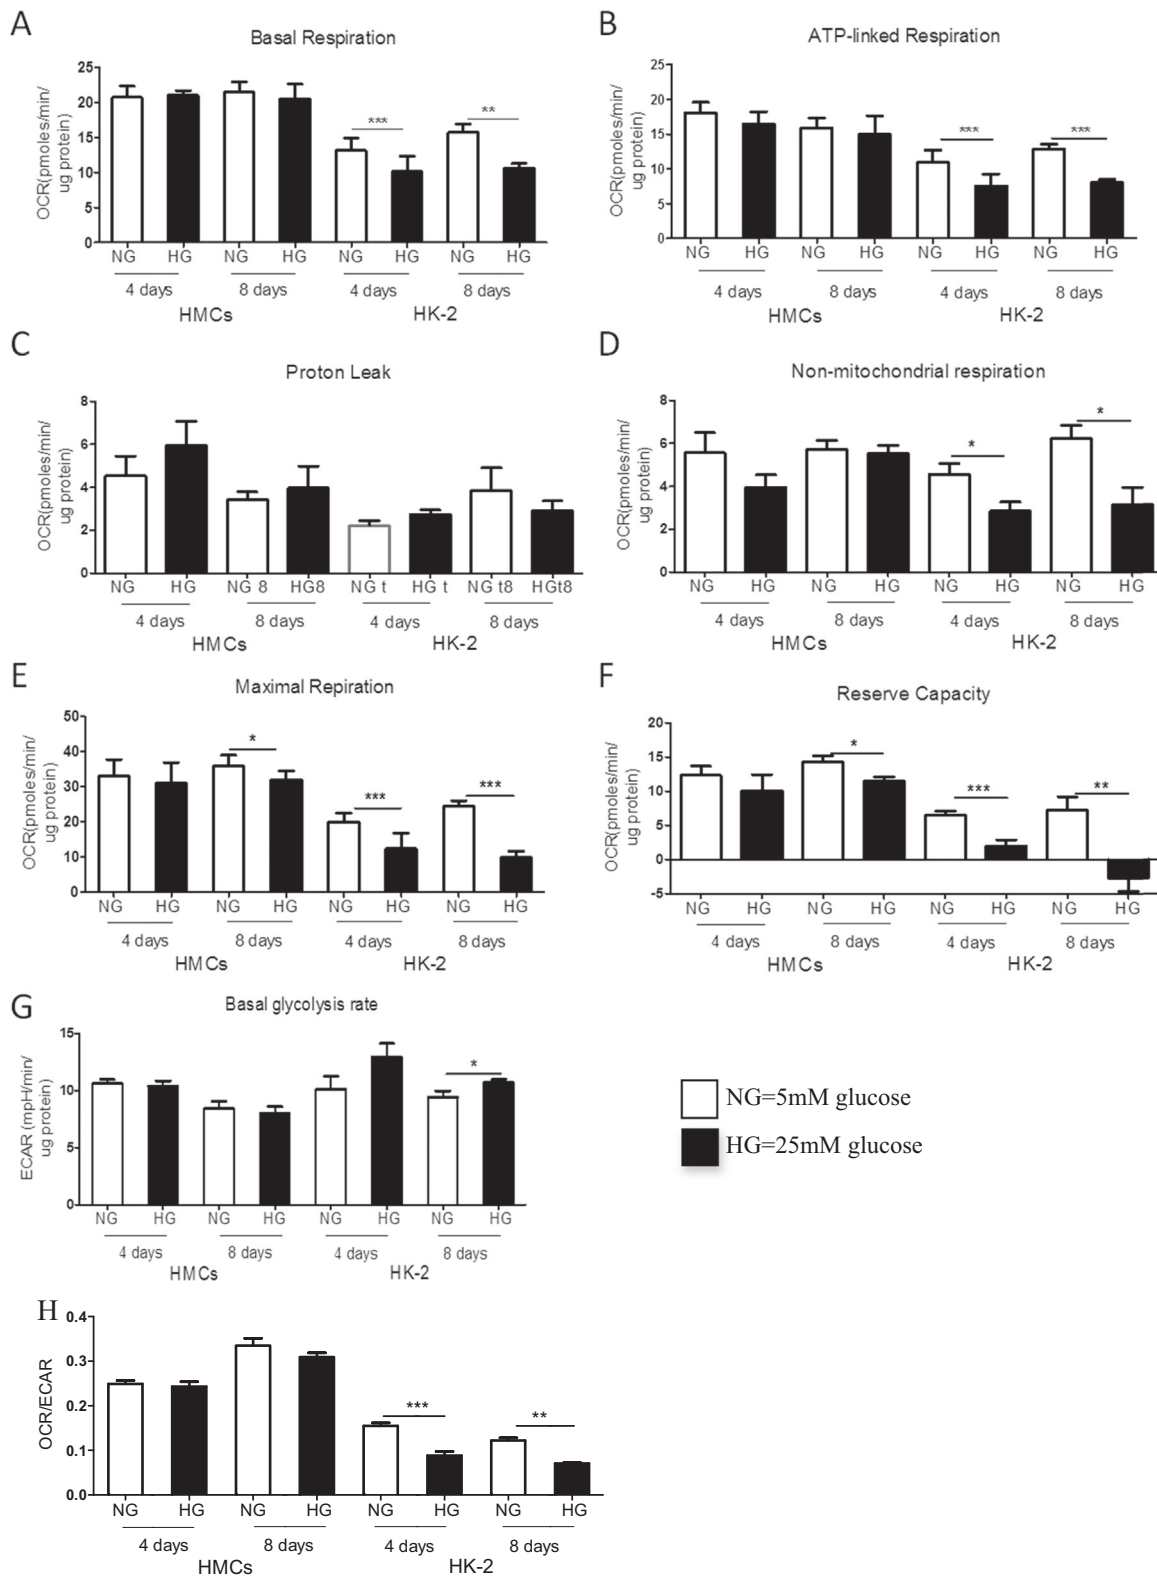 A
Basal Respiration
OCR(pmoles/min/
ug protein)
25
20
15
10
5
0
***
**
NG HG NG HG NG HG NG HG
4 days 8 days 4 days 8 days
HMCs HK-2
B
ATP-linked Respiration
OCR(pmoles/min/
ug protein)
25
20
15
10
5
0
***
***
NG HG NG HG NG HG NG HG
4 days 8 days 4 days 8 days
HMCs HK-2
C
Proton Leak
OCR(pmoles/min/
ug protein)
8
6
4
2
0
NG HG NG 8 HG8 NG t HG t NG t8 HGt8
4 days 8 days 4 days 8 days
HMCs HK-2
D
Non-mitochondrial respiration
OCR(pmoles/min/
ug protein)
8
6
4
2
0
*
*
NG HG NG HG NG HG NG HG
4 days 8 days 4 days 8 days
HMCs HK-2
E
Maximal Repiration
OCR(pmoles/min/
ug protein)
50
40
30
20
10
0
*
***
***
NG HG NG HG NG HG NG HG
4 days 8 days 4 days 8 days
HMCs HK-2
F
Reserve Capacity
OCR(pmoles/min/
ug protein)
20
15
10
5
0
-5
*
***
**
NG HG NG HG NG HG NG HG
4 days 8 days 4 days 8 days
HMCs HK-2
G
Basal glycolysis rate
ECAR (mpH/min/
ug protein)
15
10
5
0
*
NG HG NG HG NG HG NG HG
4 days 8 days 4 days 8 days
HMCs HK-2
NG=5mM glucose
HG=25mM glucose
H
OCR/ECAR
0.4
0.3
0.2
0.1
0.0
***
**
NG HG NG HG NG HG NG HG
4 days 8 days 4 days 8 days
HMCs HK-2